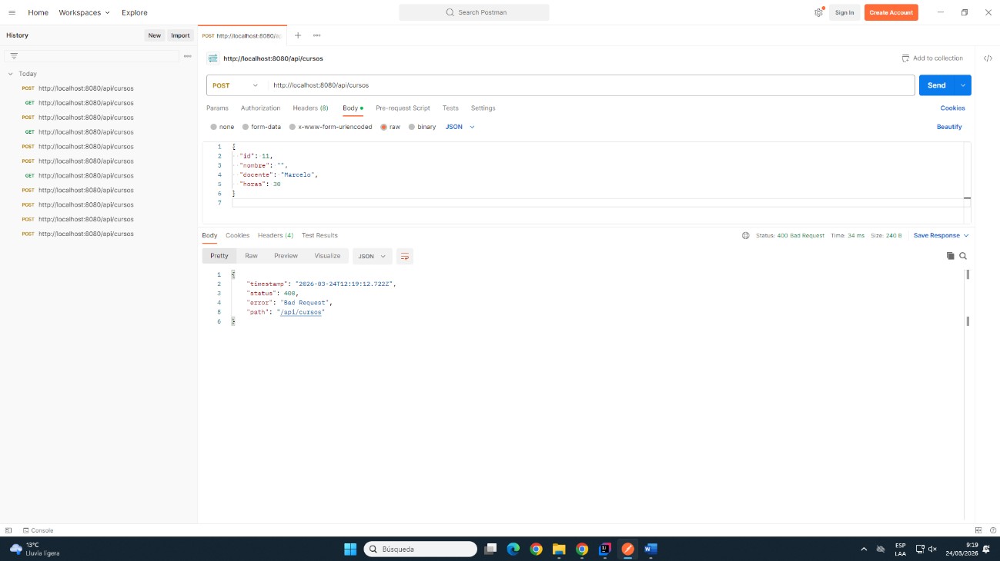 Home Workspaces Explore Search Postman Sign In Create Account
History New Import POST http://localhost:8080/ap
http://localhost:8080/api/cursos Add to collection
Today
POST http://localhost:8080/api/cursos
GET http://localhost:8080/api/cursos
POST http://localhost:8080/api/cursos
GET http://localhost:8080/api/cursos
POST http://localhost:8080/api/cursos
POST http://localhost:8080/api/cursos
GET http://localhost:8080/api/cursos
POST http://localhost:8080/api/cursos
POST http://localhost:8080/api/cursos
POST http://localhost:8080/api/cursos
POST http://localhost:8080/api/cursos
POST http://localhost:8080/api/cursos Send
Params Authorization Headers (8) Body Pre-request Script Tests Settings Cookies
none form-data x-www-form-urlencoded raw binary JSON Beautify
1 {
2 "id": 11,
3 "nombre": "",
4 "docente": "Marcelo",
5 "horas": 30
6 }
7
Body Cookies Headers (4) Test Results Status: 400 Bad Request Time: 34 ms Size: 240 B Save Response
Pretty Raw Preview Visualize JSON
1 {
2 "timestamp": "2026-03-24T12:19:12.722Z",
3 "status": 400,
4 "error": "Bad Request",
5 "path": "/api/cursos"
6 }
Console
13°C
Lluvia ligera
Búsqueda
ESP
LAA
9:19
24/03/2026